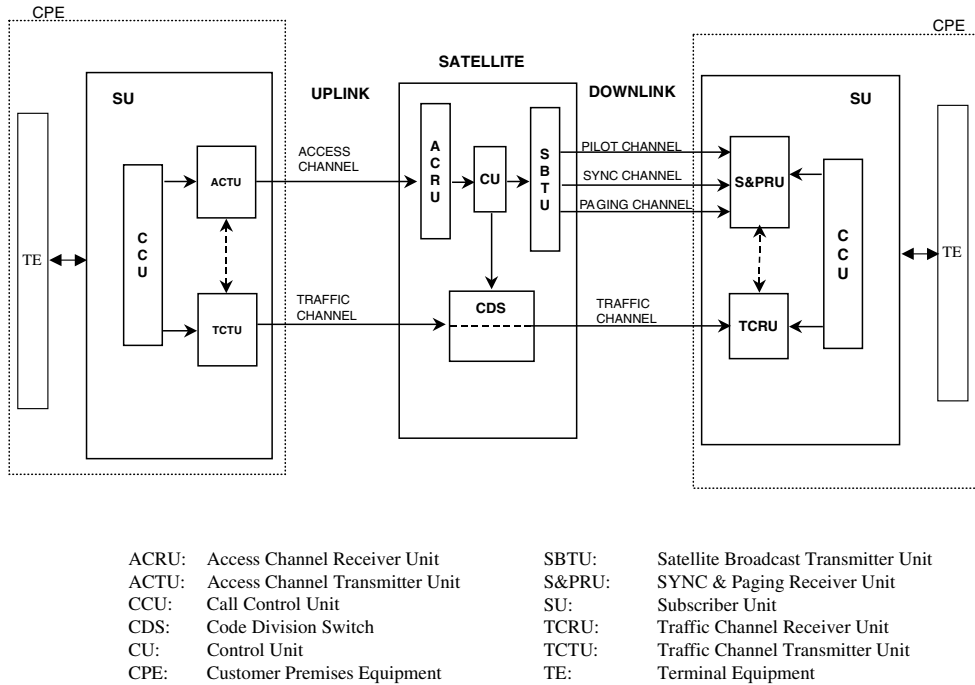 CPE
CPE
SATELLITE
UPLINK
DOWNLINK
SU
SU
ACCESS
CHANNEL
TRAFFIC
CHANNEL
PILOT CHANNEL
SYNC CHANNEL
PAGING CHANNEL
TRAFFIC
CHANNEL
TE
CCU
ACTU
TCTU
ACRU
CU
SBTU
CDS
S&PRU
TCRU
CCU
TE
ACRU: Access Channel Receiver Unit
ACTU: Access Channel Transmitter Unit
CCU: Call Control Unit
CDS: Code Division Switch
CU: Control Unit
CPE: Customer Premises Equipment
SBTU: Satellite Broadcast Transmitter Unit
S&PRU: SYNC & Paging Receiver Unit
SU: Subscriber Unit
TCRU: Traffic Channel Receiver Unit
TCTU: Traffic Channel Transmitter Unit
TE: Terminal Equipment